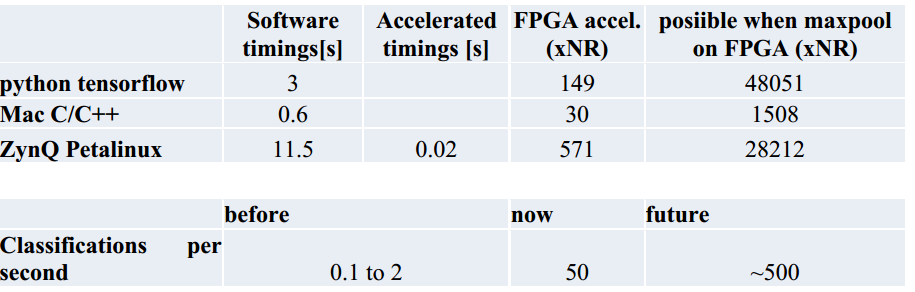 Software Accelerated FPGA accel. posiible when maxpool
timings[s] timings [s] (xNR) on FPGA (xNR)
python tensorflow 3 149 48051
Mac C/C++ 0.6 30 1508
ZynQ Petalinux 11.5 0.02 571 28212
before now future
Classifications per
second 0.1 to 2 50 ~500